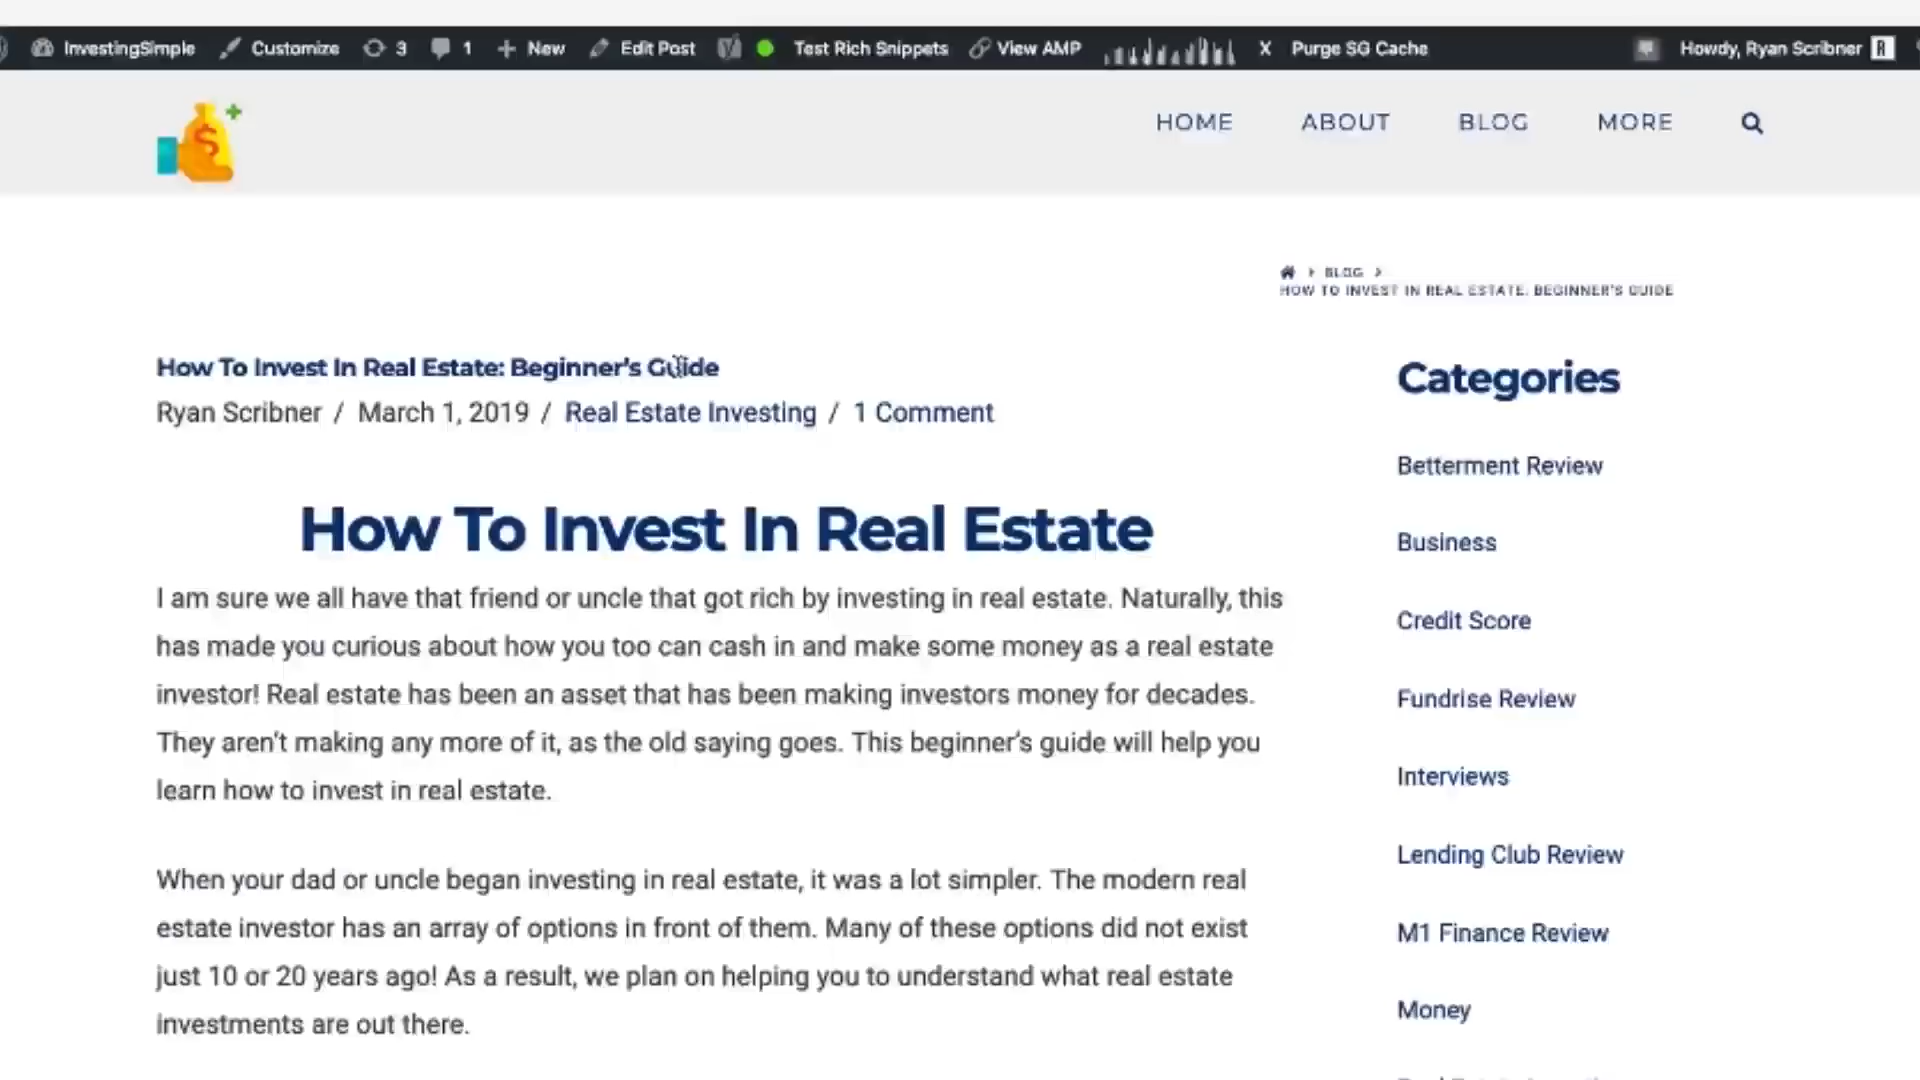 InvestingSimple Customize 3 1 New Edit Post Test Rich Snippets View AMP X Purge SG Cache Howdy, Ryan Scribner R
$
HOME ABOUT BLOG MORE
BLOG
HOW TO INVEST IN REAL ESTATE: BEGINNER'S GUIDE
How To Invest In Real Estate: Beginner's Guide
Ryan Scribner / March 1, 2019 / Real Estate Investing / 1 Comment
How To Invest In Real Estate
I am sure we all have that friend or uncle that got rich by investing in real estate. Naturally, this
has made you curious about how you too can cash in and make some money as a real estate
investor! Real estate has been an asset that has been making investors money for decades.
They aren't making any more of it, as the old saying goes. This beginner's guide will help you
learn how to invest in real estate.
When your dad or uncle began investing in real estate, it was a lot simpler. The modern real
estate investor has an array of options in front of them. Many of these options did not exist
just 10 or 20 years ago! As a result, we plan on helping you to understand what real estate
investments are out there.
Categories
Betterment Review
Business
Credit Score
Fundrise Review
Interviews
Lending Club Review
M1 Finance Review
Money